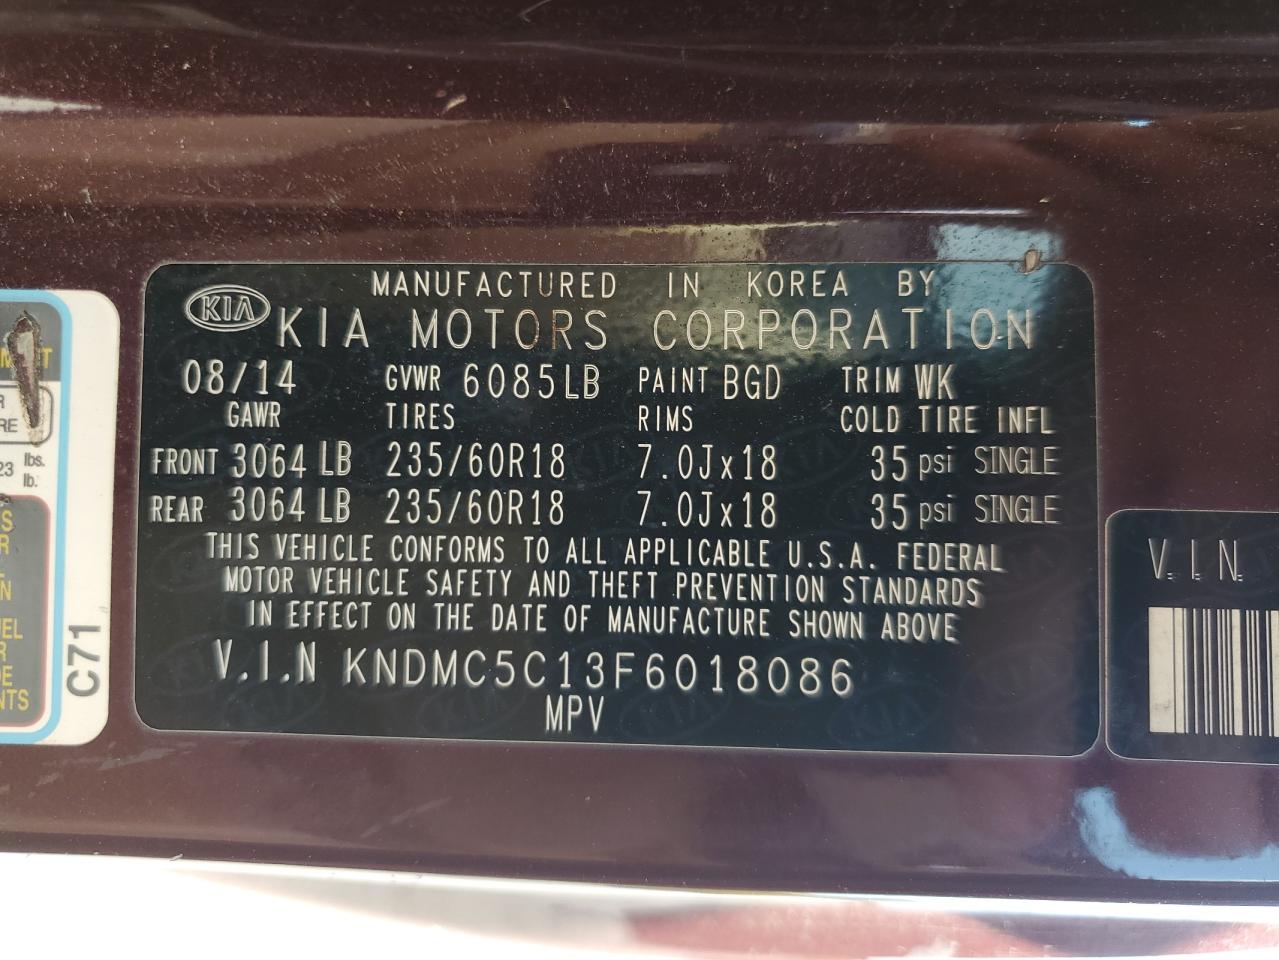 MANUFACTURED IN KOREA BY
KIA KIA MOTORS CORPORATION
08/14 GVWR 6085LB PAINT BGD TRIM WK
GAWR TIRES RIMS COLD TIRE INFL
FRONT 3064 LB 235/60R18 7.0Jx18 35 psi SINGLE
REAR 3064 LB 235/60R18 7.0Jx18 35 psi SINGLE
THIS VEHICLE CONFORMS TO ALL APPLICABLE U.S.A. FEDERAL
MOTOR VEHICLE SAFETY AND THEFT PREVENTION STANDARDS
IN EFFECT ON THE DATE OF MANUFACTURE SHOWN ABOVE
V.I.N KNDMC5C13F6018086
MPV
V.I.N.
lbs.
lb.
C71